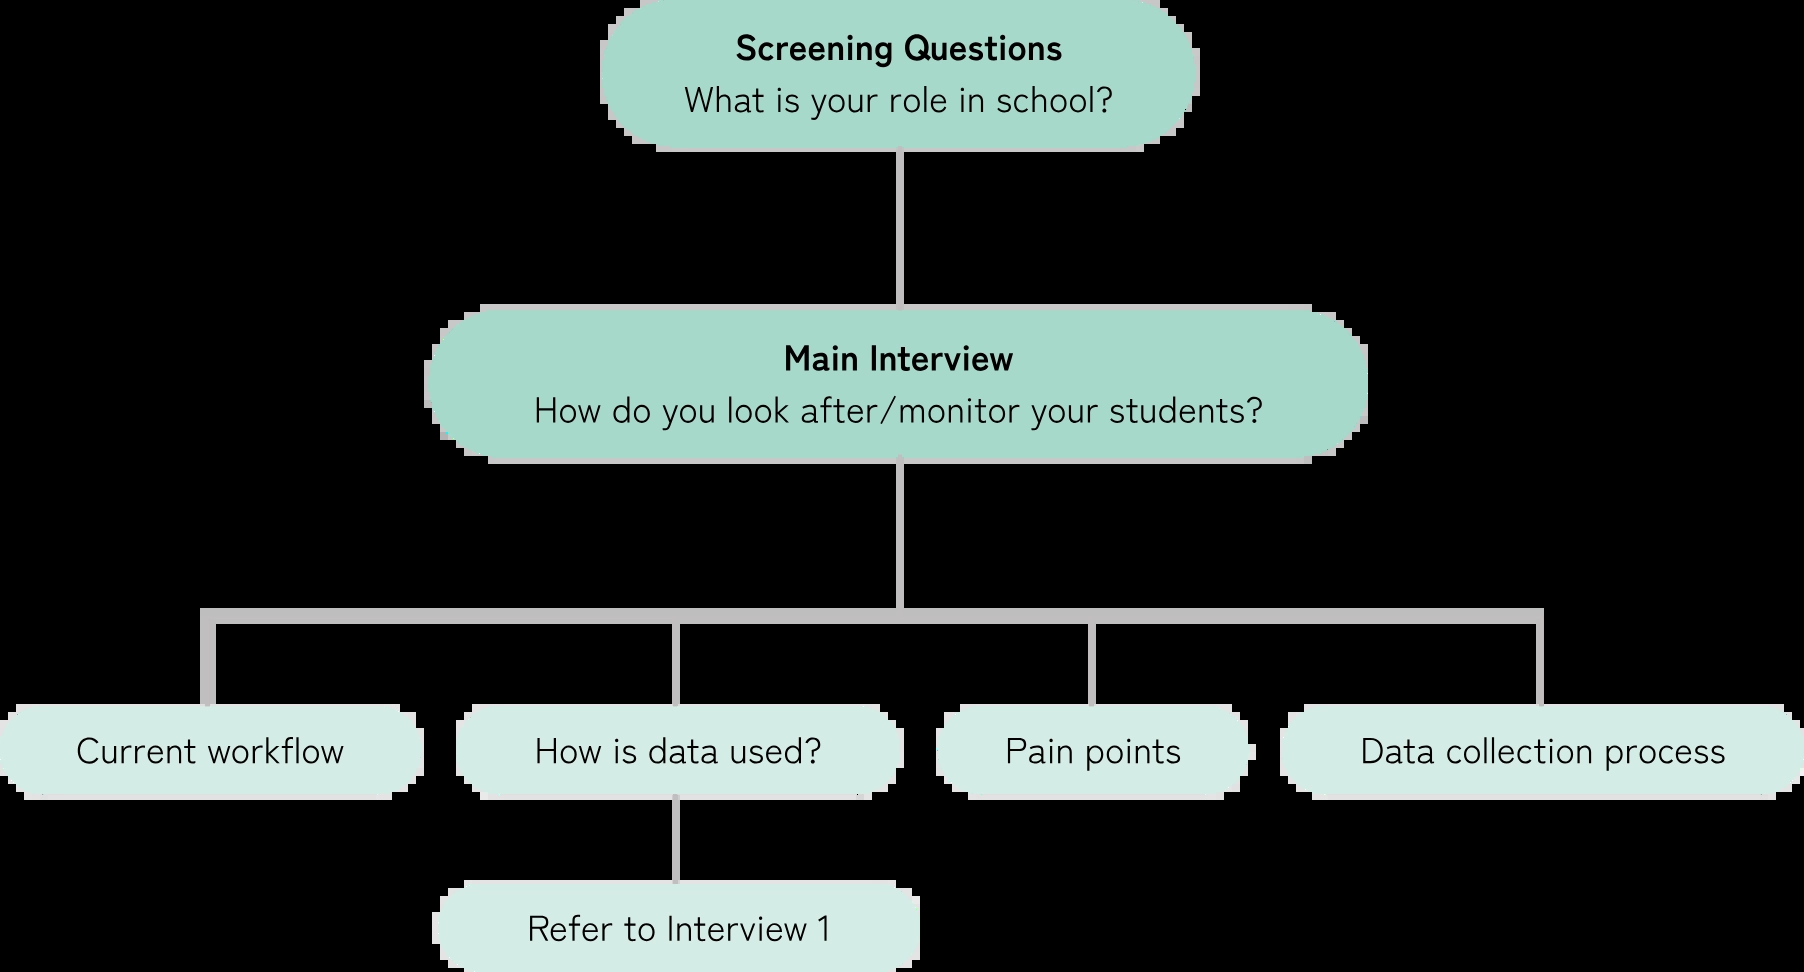 Screening Questions
What is your role in school?
Main Interview
How do you look after/monitor your students?
Current workflow
How is data used?
Pain points
Data collection process
Refer to Interview 1